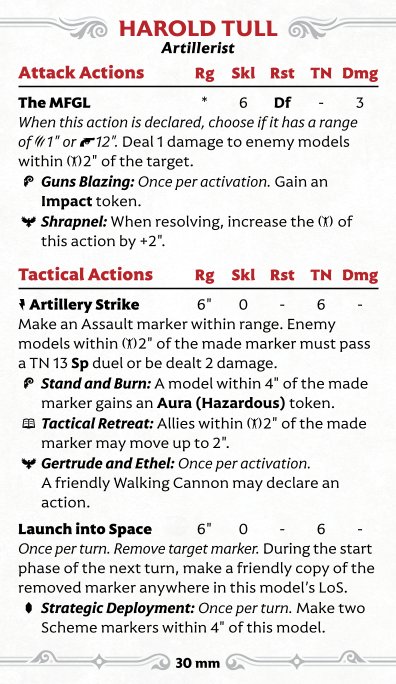 HAROLD TULL
Artillerist
Attack Actions Rg Skl Rst TN Dmg
The MFGL * 6 Df - 3
When this action is declared, choose if it has a range
of 1" or 12". Deal 1 damage to enemy models
within 2" of the target.
Guns Blazing: Once per activation. Gain an
Impact token.
Shrapnel: When resolving, increase the of
this action by +2".
Tactical Actions Rg Skl Rst TN Dmg
Artillery Strike 6" 0 - 6 -
Make an Assault marker within range. Enemy
models within 2" of the made marker must pass
a TN 13 Sp duel or be dealt 2 damage.
Stand and Burn: A model within 4" of the made
marker gains an Aura (Hazardous) token.
Tactical Retreat: Allies within 2" of the made
marker may move up to 2".
Gertrude and Ethel: Once per activation.
A friendly Walking Cannon may declare an
action.
Launch into Space 6" 0 - 6 -
Once per turn. Remove target marker. During the start
phase of the next turn, make a friendly copy of the
removed marker anywhere in this model's LoS.
Strategic Deployment: Once per turn. Make two
Scheme markers within 4" of this model.
30 mm